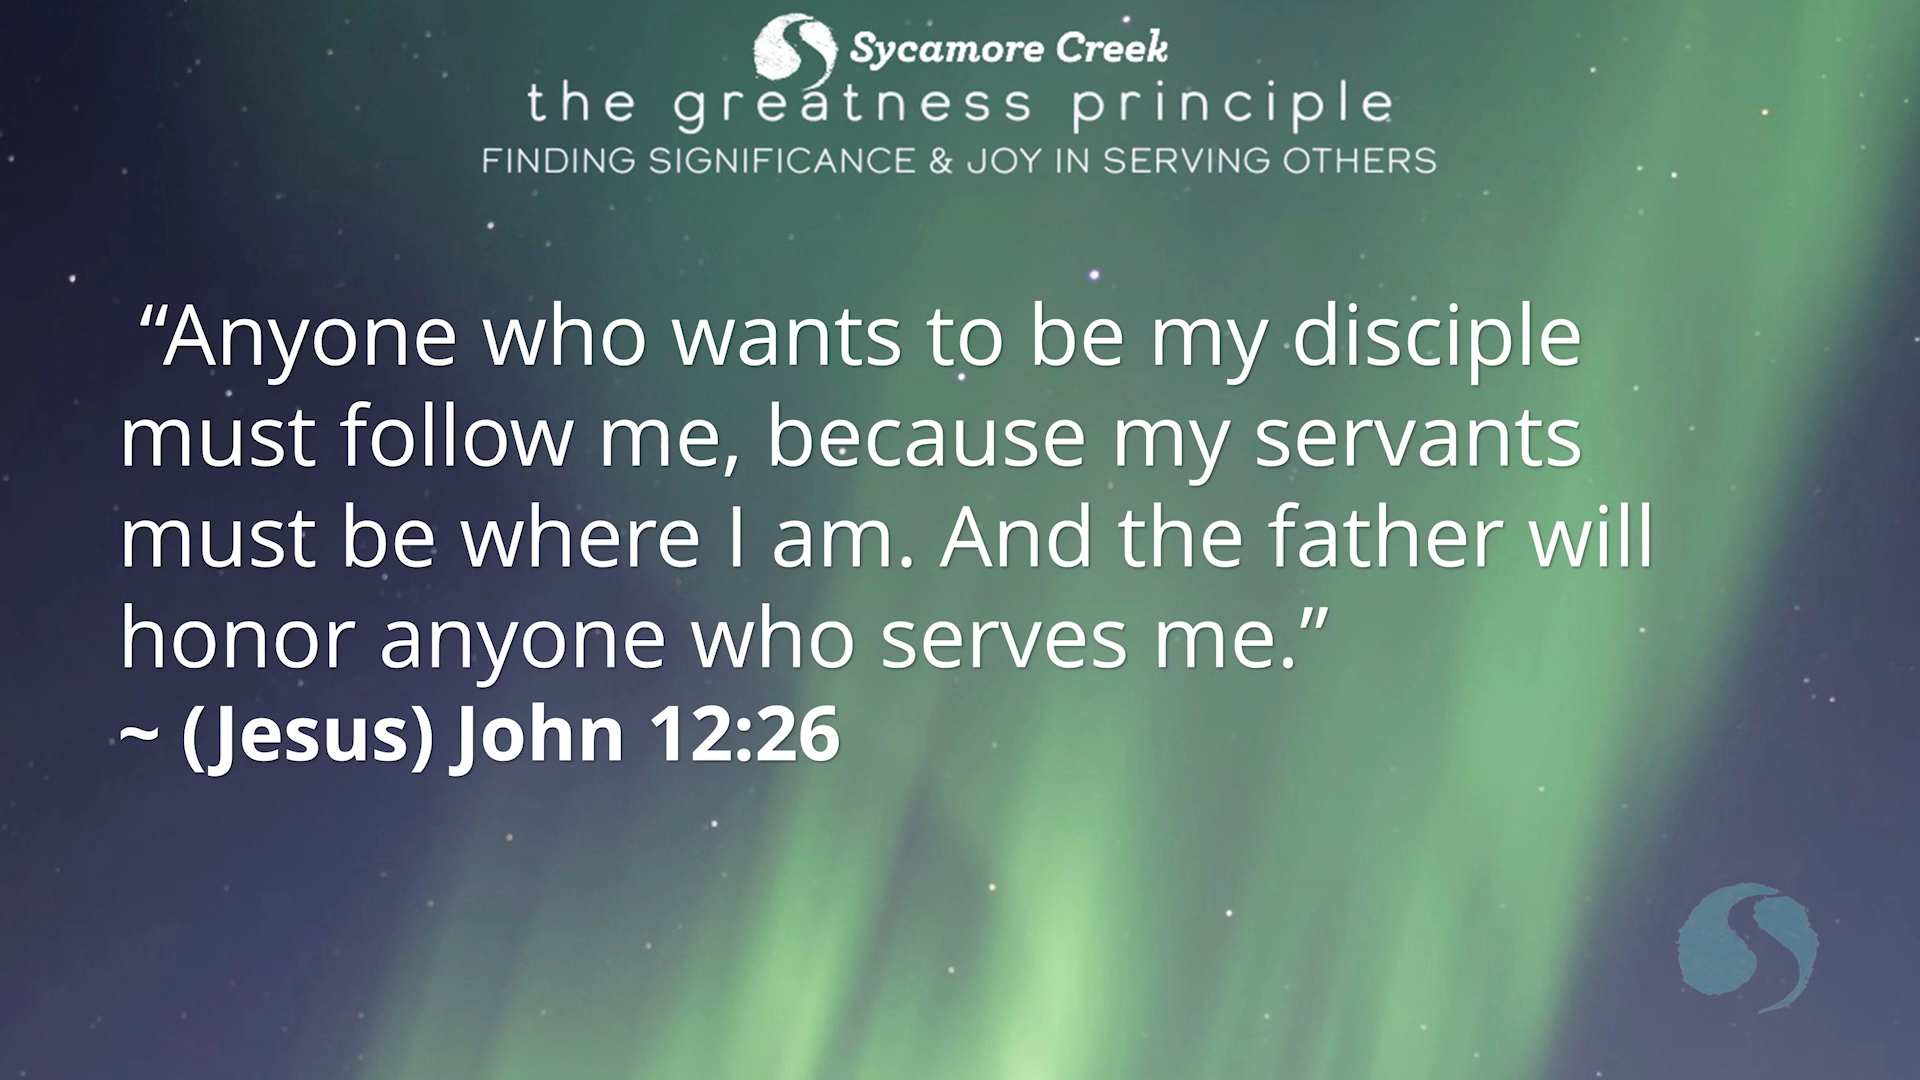 Sycamore Creek
the greatness principle
FINDING SIGNIFICANCE & JOY IN SERVING OTHERS
“Anyone who wants to be my disciple
must follow me, because my servants
must be where I am. And the father will
honor anyone who serves me.”
~ (Jesus) John 12:26